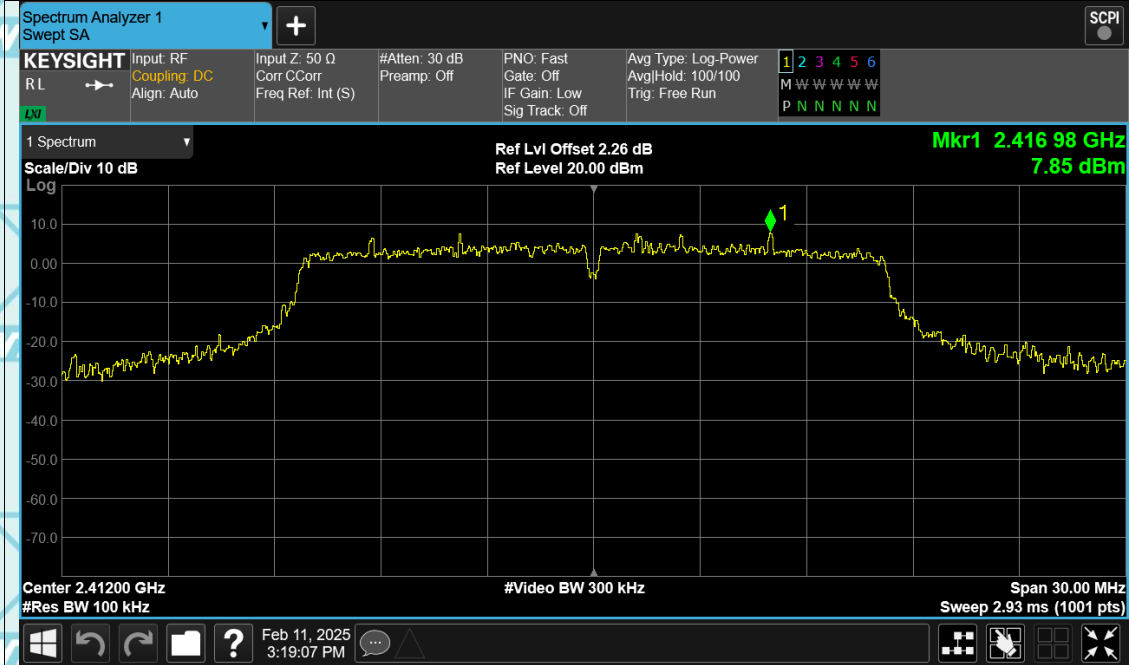 Spectrum Analyzer 1
Swept SA
+
SCPI
KEYSIGHT
RL
LXI
Input: RF
Coupling: DC
Align: Auto
Input Z: 50 Ω
Corr CCorr
Freq Ref: Int (S)
#Atten: 30 dB
Preamp: Off
PNO: Fast
Gate: Off
IF Gain: Low
Sig Track: Off
Avg Type: Log-Power
Avg|Hold: 100/100
Trig: Free Run
1 2 3 4 5 6
M W W W W W
P N N N N N
1 Spectrum
Scale/Div 10 dB
Log
Ref Lvl Offset 2.26 dB
Ref Level 20.00 dBm
Mkr1 2.416 98 GHz
7.85 dBm
1
10.0
0.00
-10.0
-20.0
-30.0
-40.0
-50.0
-60.0
-70.0
Center 2.41200 GHz
#Res BW 100 kHz
#Video BW 300 kHz
Span 30.00 MHz
Sweep 2.93 ms (1001 pts)
?
Feb 11, 2025
3:19:07 PM